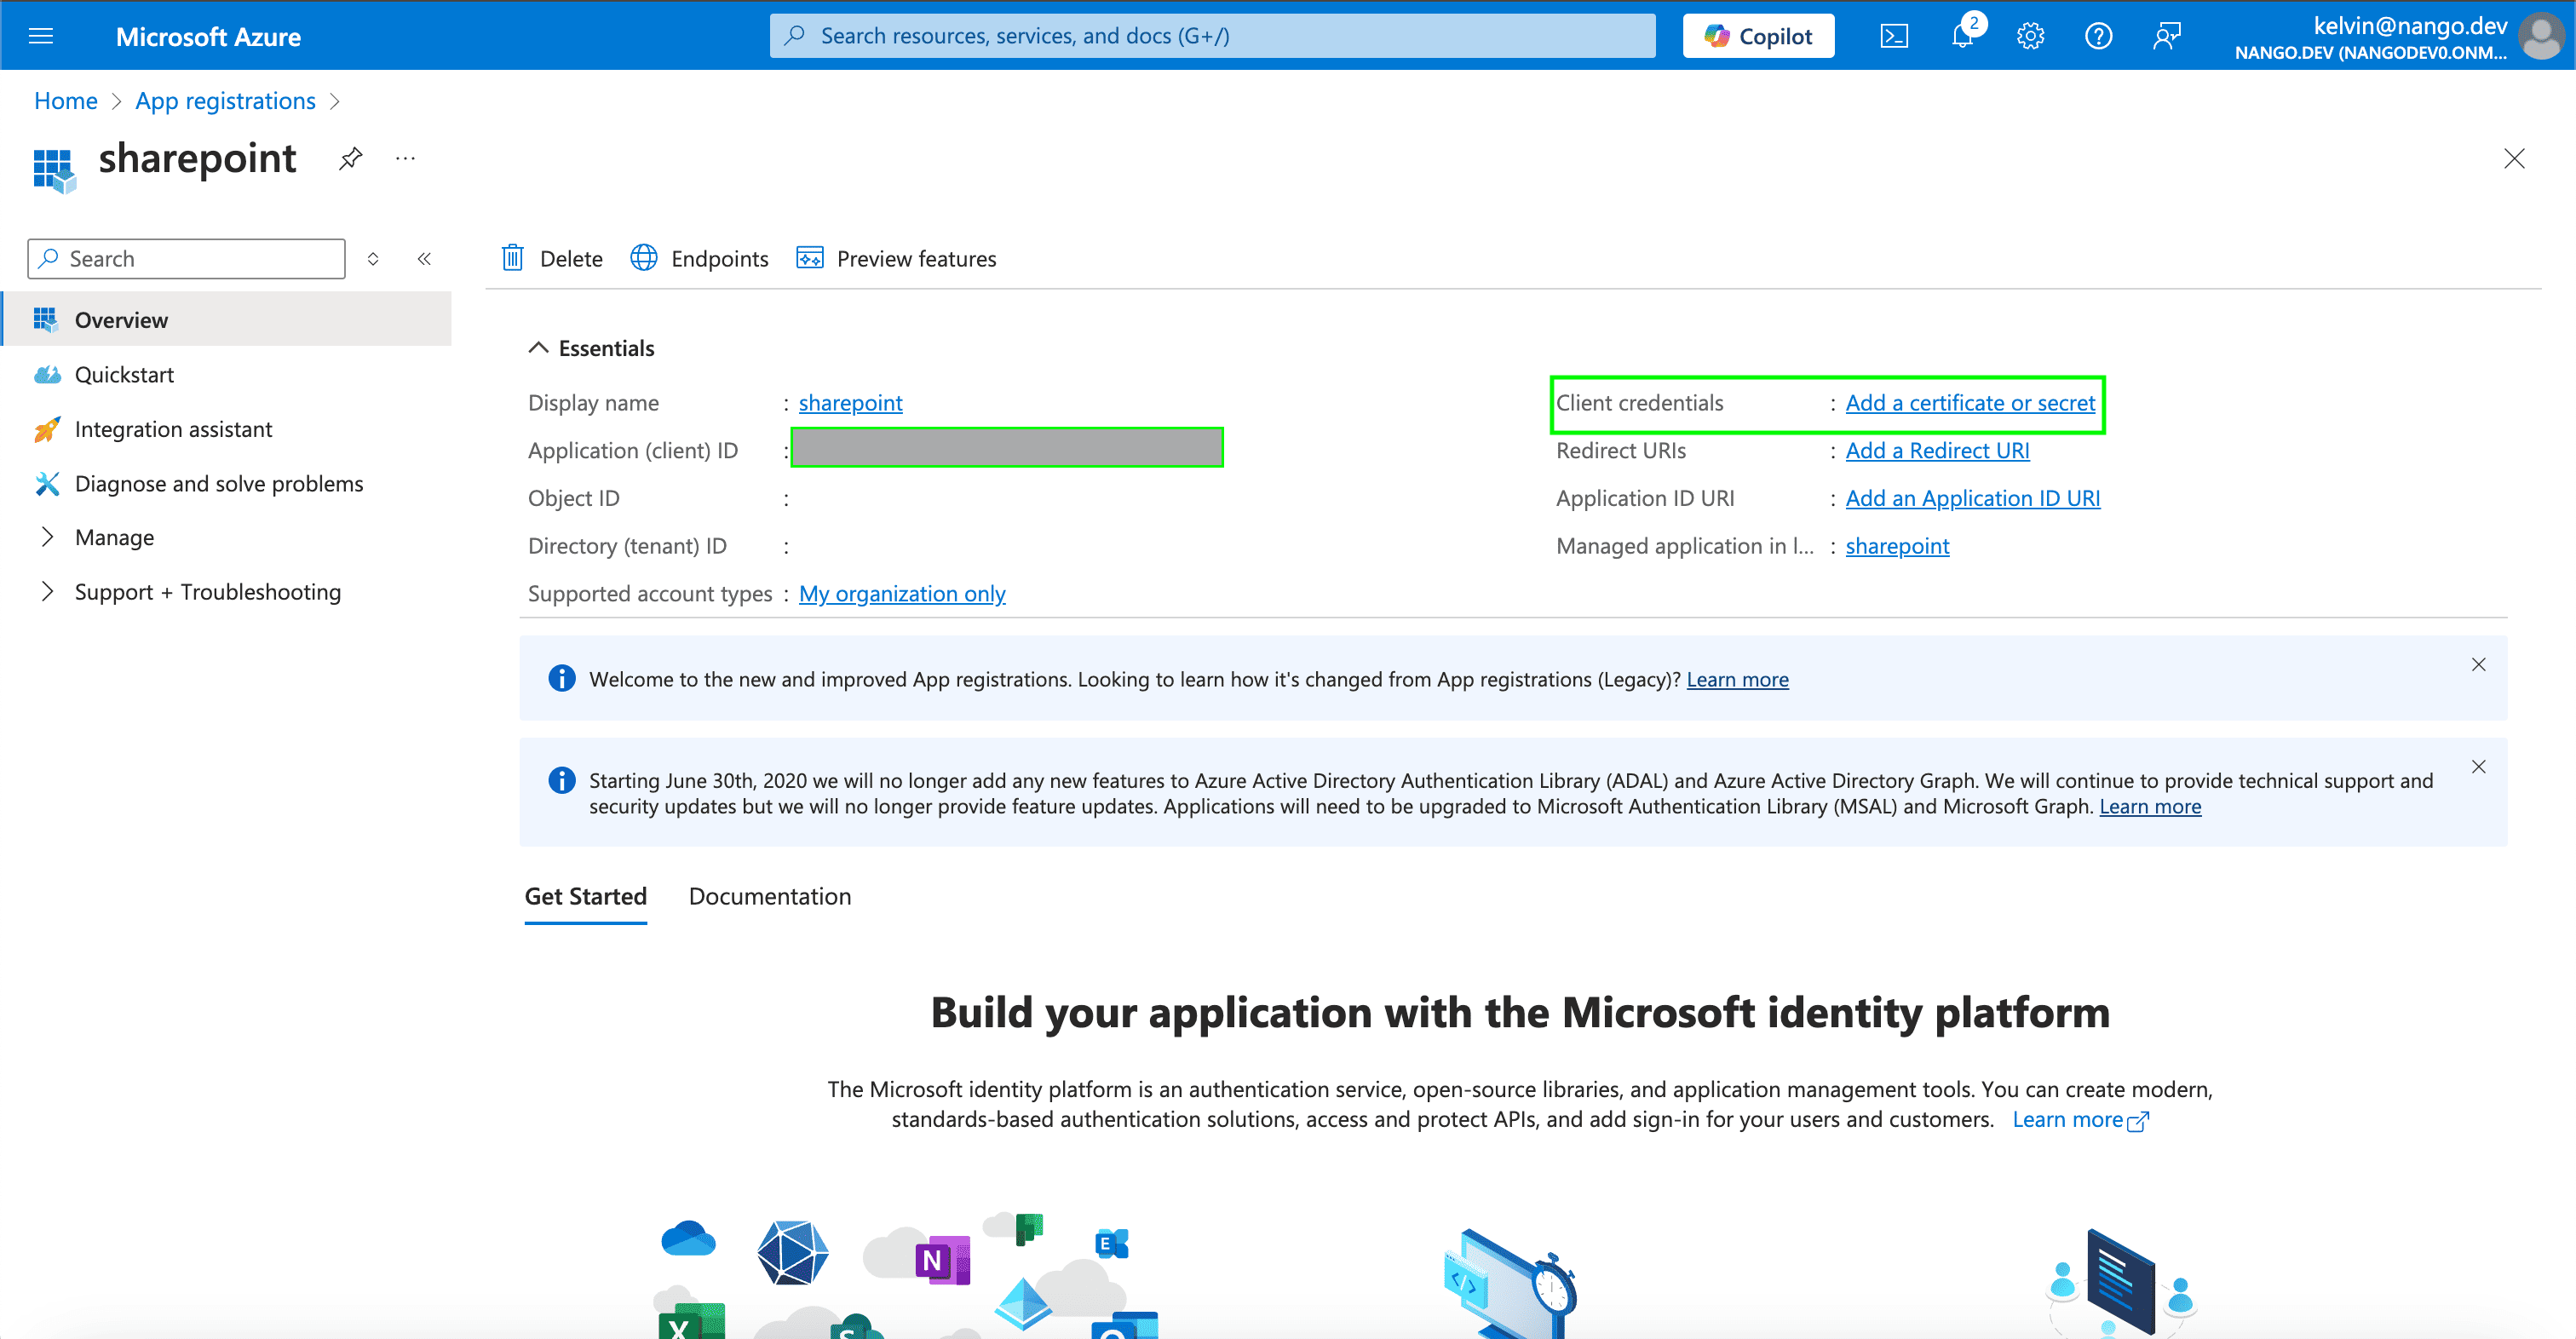 Microsoft Azure
Search resources, services, and docs (G+/)
Copilot
2
kelvin@nango.dev
NANGO.DEV (NANGODEV0.ONM...
Home > App registrations >
sharepoint ...
Search
Delete Endpoints Preview features
Overview
Quickstart
Integration assistant
Diagnose and solve problems
Manage
Support + Troubleshooting
Essentials
Display name : sharepoint
Application (client) ID :
Object ID :
Directory (tenant) ID :
Supported account types : My organization only
Client credentials : Add a certificate or secret
Redirect URIs : Add a Redirect URI
Application ID URI : Add an Application ID URI
Managed application in l... : sharepoint
Welcome to the new and improved App registrations. Looking to learn how it's changed from App registrations (Legacy)? Learn more
Starting June 30th, 2020 we will no longer add any new features to Azure Active Directory Authentication Library (ADAL) and Azure Active Directory Graph. We will continue to provide technical support and
security updates but we will no longer provide feature updates. Applications will need to be upgraded to Microsoft Authentication Library (MSAL) and Microsoft Graph. Learn more
Get Started Documentation
Build your application with the Microsoft identity platform
The Microsoft identity platform is an authentication service, open-source libraries, and application management tools. You can create modern,
standards-based authentication solutions, access and protect APIs, and add sign-in for your users and customers. Learn more
N
E
X
S